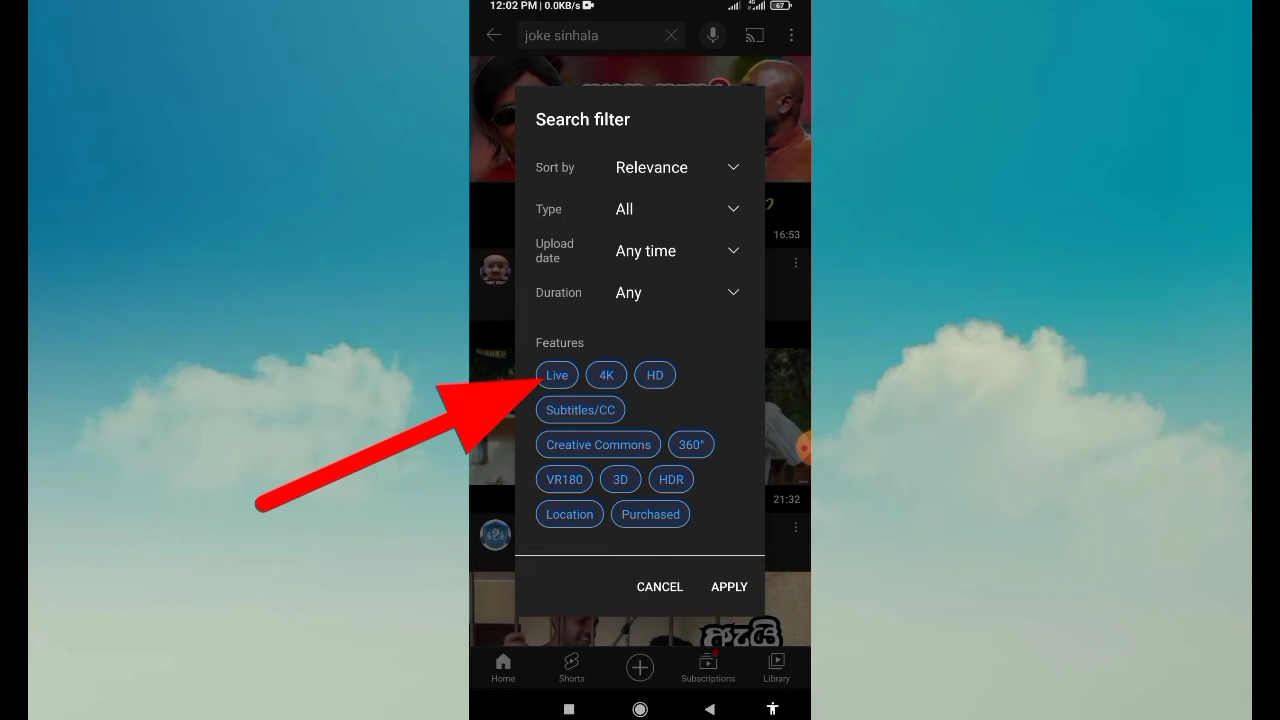 12:02 PM | 0.0KB/s
4G
67
joke sinhala
Search filter
Sort by Relevance
Type All
Upload date Any time
Duration Any
16:53
Features
Live 4K HD
Subtitles/CC
Creative Commons 360°
VR180 3D HDR
21:32
Location Purchased
CANCEL APPLY
Home Shorts Subscriptions Library